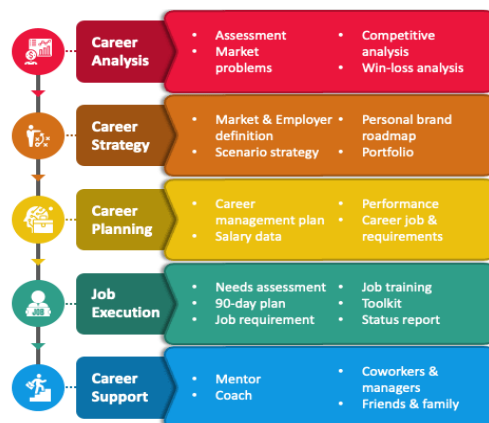 Career
Analysis
• Assessment
• Market
problems
• Competitive
analysis
• Win-loss analysis
Career
Strategy
• Market & Employer
definition
• Scenario strategy
• Personal brand
roadmap
• Portfolio
Career
Planning
• Career
management plan
• Salary data
• Performance
• Career job &
requirements
JOB
Job
Execution
• Needs assessment
• 90-day plan
• Job requirement
• Job training
• Toolkit
• Status report
Career
Support
• Mentor
• Coach
• Coworkers &
managers
• Friends & family